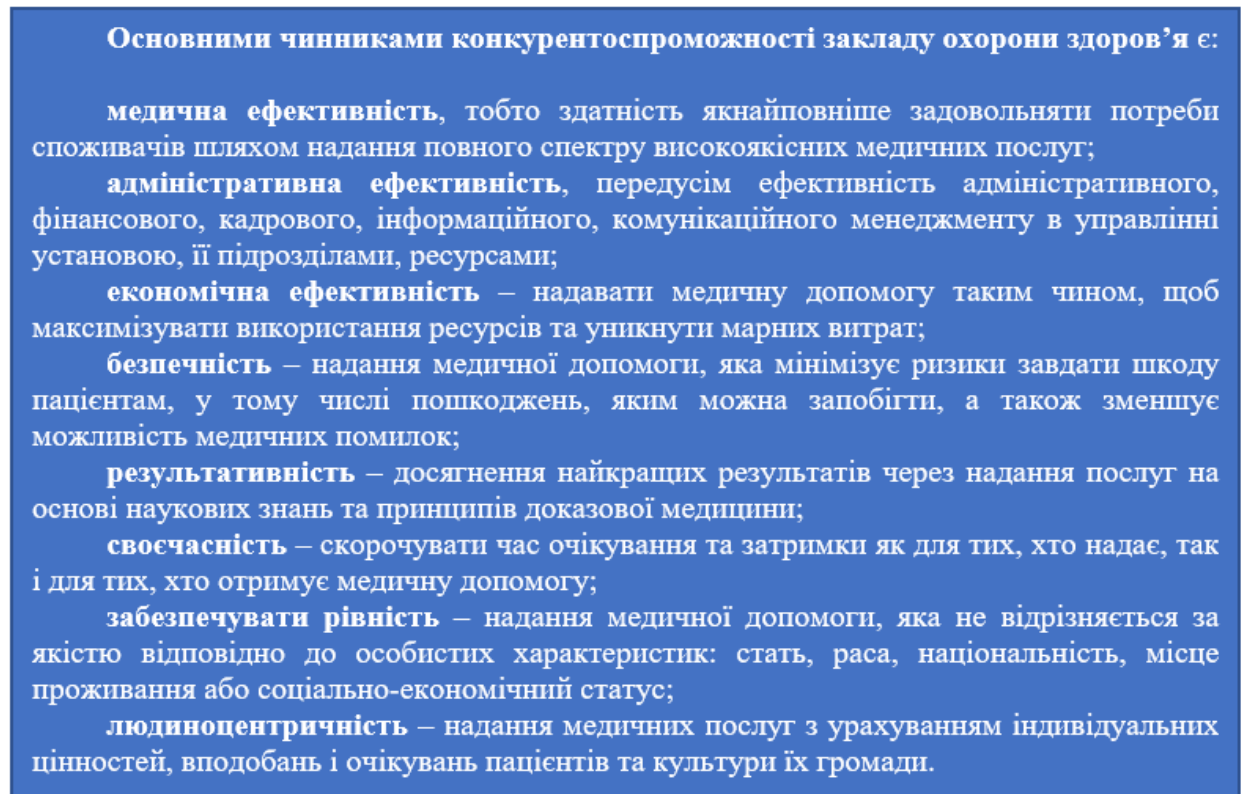 Основними чинниками конкурентоспроможності закладу охорони здоров’я є:
медична ефективність, тобто здатність якнайповніше задовольняти потреби
споживачів шляхом надання повного спектру високоякісних медичних послуг;
адміністративна ефективність, передусім ефективність адміністративного,
фінансового, кадрового, інформаційного, комунікаційного менеджменту в управлінні
установою, її підрозділами, ресурсами;
економічна ефективність – надавати медичну допомогу таким чином, щоб
максимізувати використання ресурсів та уникнути марних витрат;
безпечність – надання медичної допомоги, яка мінімізує ризики завдати шкоду
пацієнтам, у тому числі пошкоджень, яким можна запобігти, а також зменшує
можливість медичних помилок;
результативність – досягнення найкращих результатів через надання послуг на
основі наукових знань та принципів доказової медицини;
своєчасність – скорочувати час очікування та затримки як для тих, хто надає, так
і для тих, хто отримує медичну допомогу;
забезпечувати рівність – надання медичної допомоги, яка не відрізняється за
якістю відповідно до особистих характеристик: стать, раса, національність, місце
проживання або соціально-економічний статус;
людиноцентричність – надання медичних послуг з урахуванням індивідуальних
цінностей, вподобань і очікувань пацієнтів та культури їх громади.